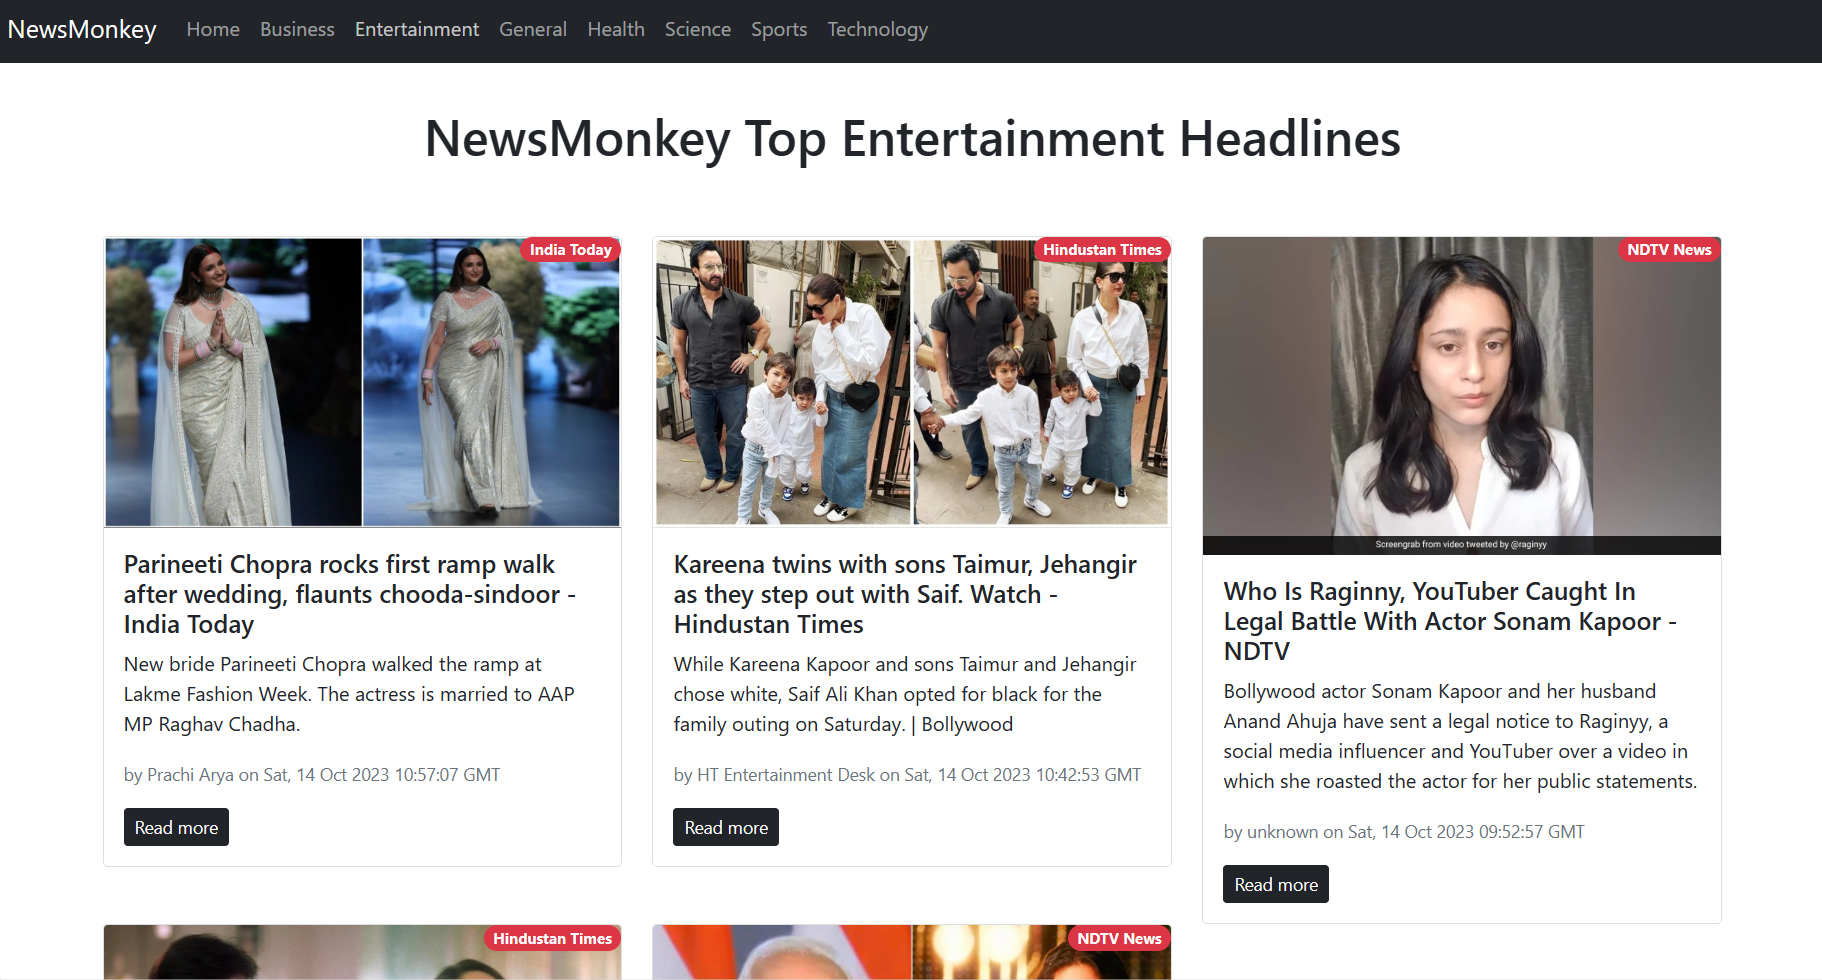 NewsMonkey Home Business Entertainment General Health Science Sports Technology
NewsMonkey Top Entertainment Headlines
India Today
Parineeti Chopra rocks first ramp walk
after wedding, flaunts chooda-sindoor -
India Today
New bride Parineeti Chopra walked the ramp at
Lakme Fashion Week. The actress is married to AAP
MP Raghav Chadha.
by Prachi Arya on Sat, 14 Oct 2023 10:57:07 GMT
Read more
Hindustan Times
Kareena twins with sons Taimur, Jehangir
as they step out with Saif. Watch -
Hindustan Times
While Kareena Kapoor and sons Taimur and Jehangir
chose white, Saif Ali Khan opted for black for the
family outing on Saturday. | Bollywood
by HT Entertainment Desk on Sat, 14 Oct 2023 10:42:53 GMT
Read more
NDTV News
Screengrab from video tweeted by @raginyy
Who Is Raginny, YouTuber Caught In
Legal Battle With Actor Sonam Kapoor -
NDTV
Bollywood actor Sonam Kapoor and her husband
Anand Ahuja have sent a legal notice to Raginyy, a
social media influencer and YouTuber over a video in
which she roasted the actor for her public statements.
by unknown on Sat, 14 Oct 2023 09:52:57 GMT
Read more
Hindustan Times
NDTV News